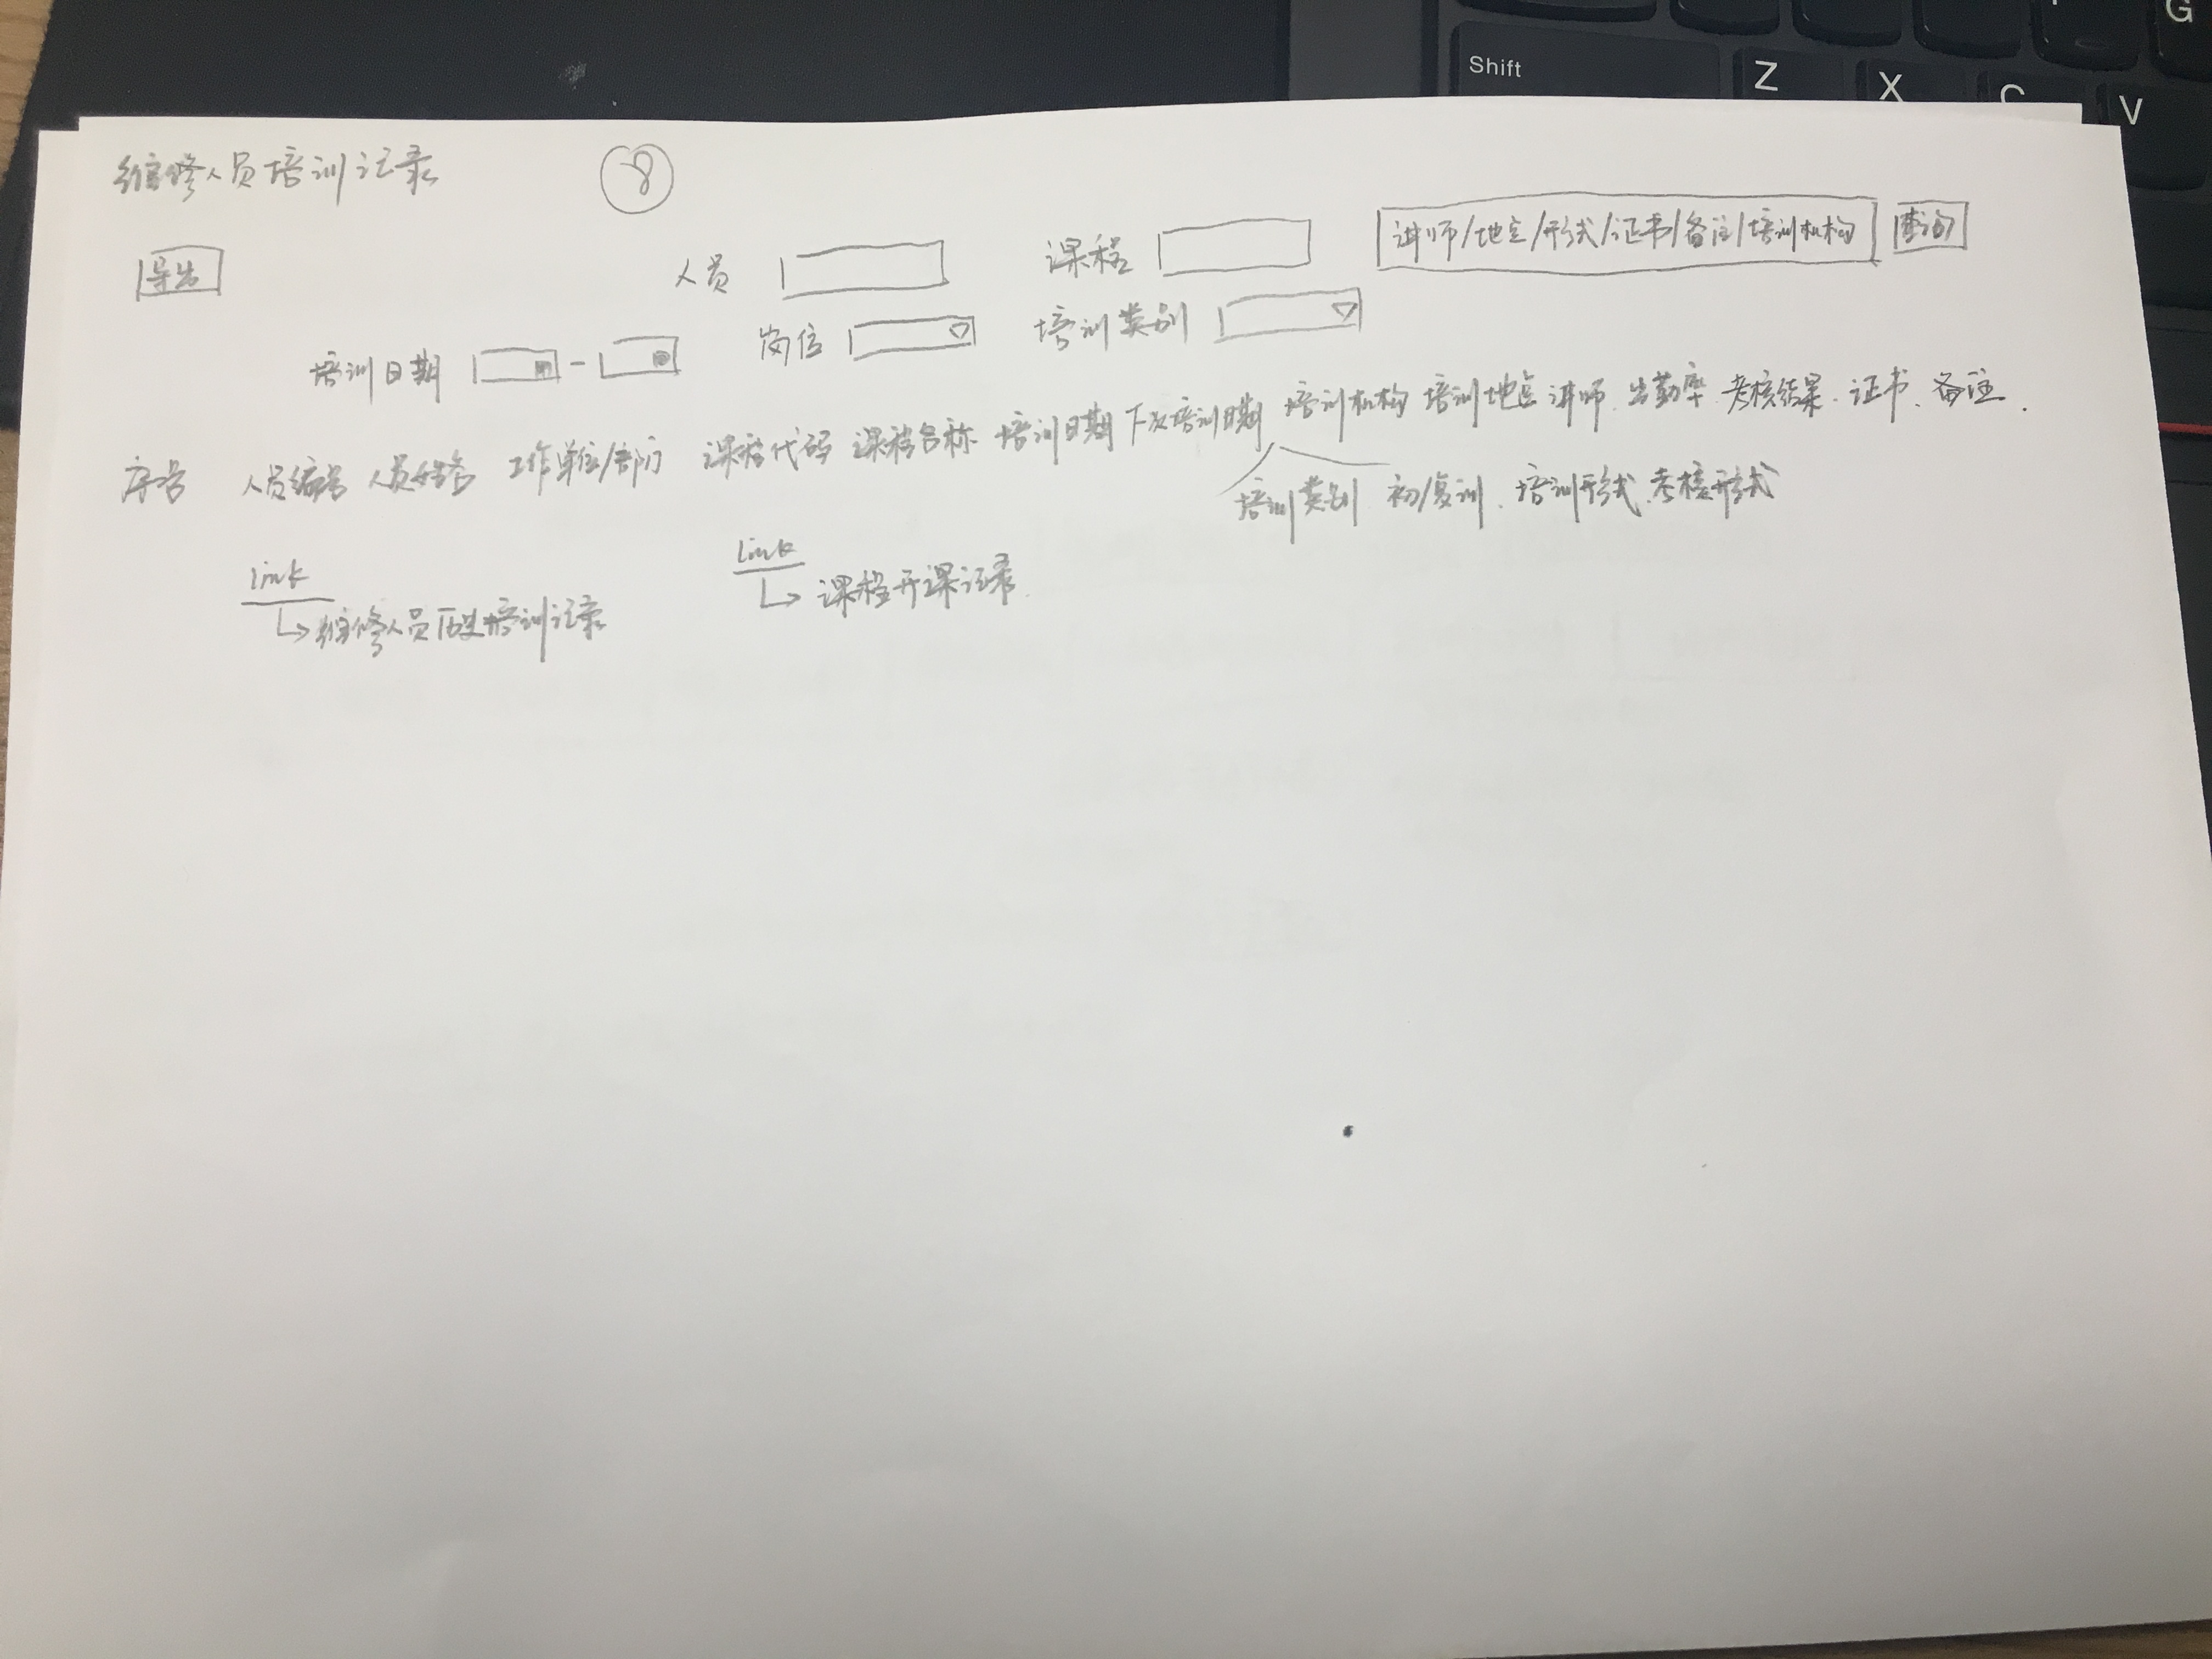 G
Shift Z X C V
维修人员培训记录 ⑧
导出 人员 课程 讲师/地点/形式/证书/备注/培训机构 查询
培训日期 - 岗位 培训类别
序号 人员编号 人员姓名 工作单位/部门 课程代码 课程名称 培训日期 下次培训日期 培训机构 培训地点 讲师 出勤率 考核结果 证书 备注
培训类别 初/复训 培训形式 考核形式
link link
维修人员历史培训记录 课程开课记录